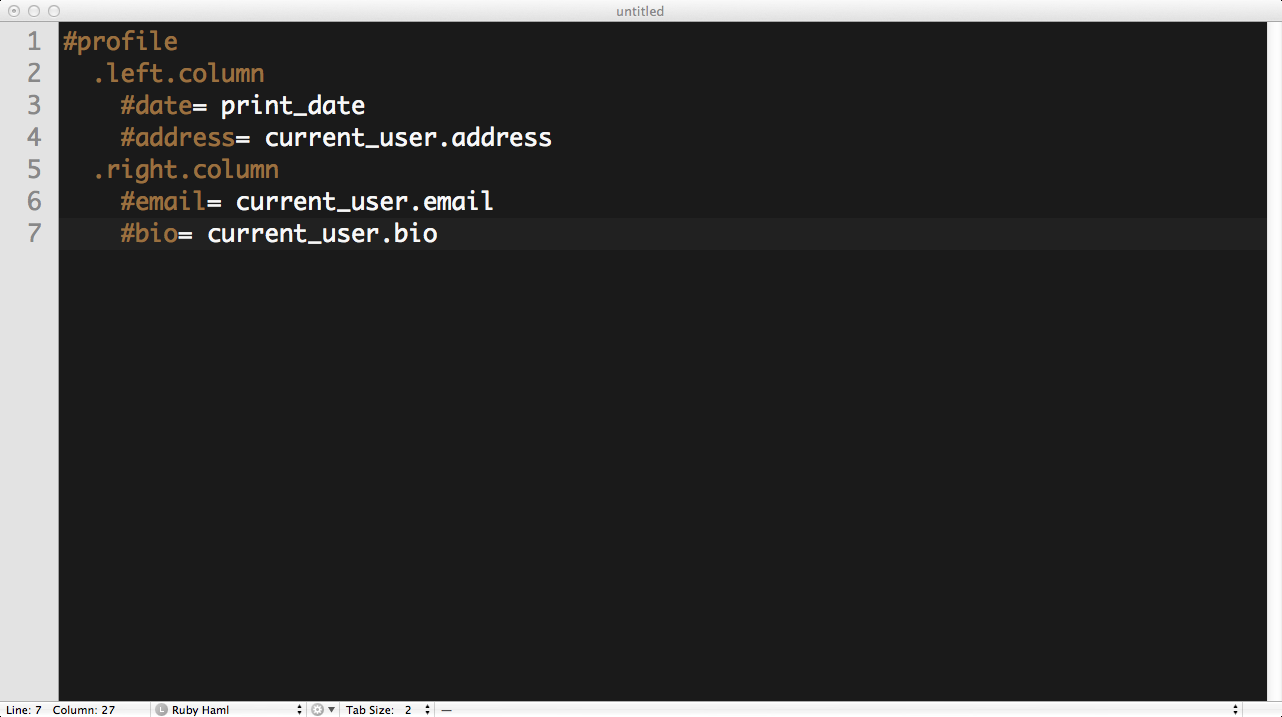 untitled
1 #profile
2   .left.column
3     #date= print_date
4     #address= current_user.address
5   .right.column
6     #email= current_user.email
7     #bio= current_user.bio
Line: 7 Column: 27 L Ruby Haml Tab Size: 2 —